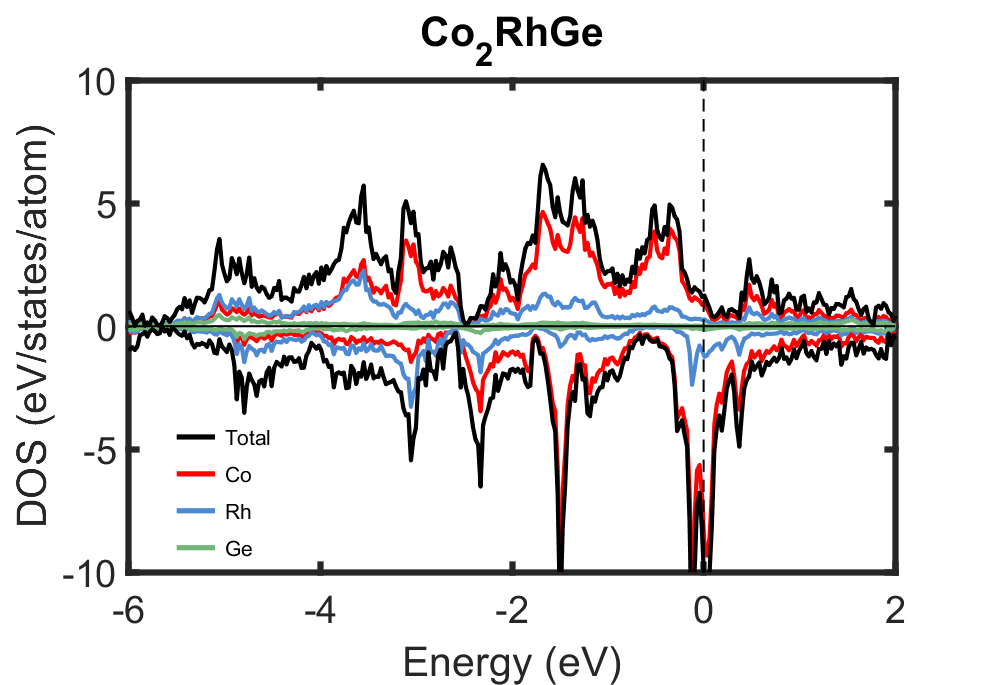 Co₂RhGe
DOS (eV/states/atom)
10
5
0
0
-5
-10
Total
Co
Rh
Ge
-6
-4
-2
0
2
Energy (eV)